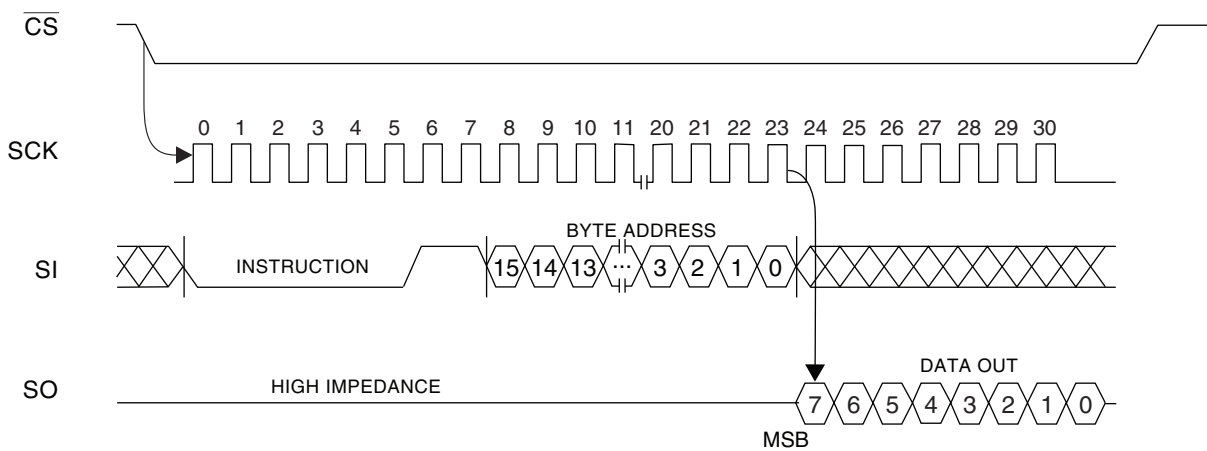 CS
0 1 2 3 4 5 6 7 8 9 10 11 20 21 22 23 24 25 26 27 28 29 30
SCK
BYTE ADDRESS
SI
INSTRUCTION
15 14 13 ... 3 2 1 0
DATA OUT
HIGH IMPEDANCE
SO
7 6 5 4 3 2 1 0
MSB